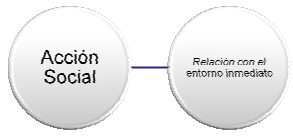 Acción
Social
Relación con el
entorno inmediato